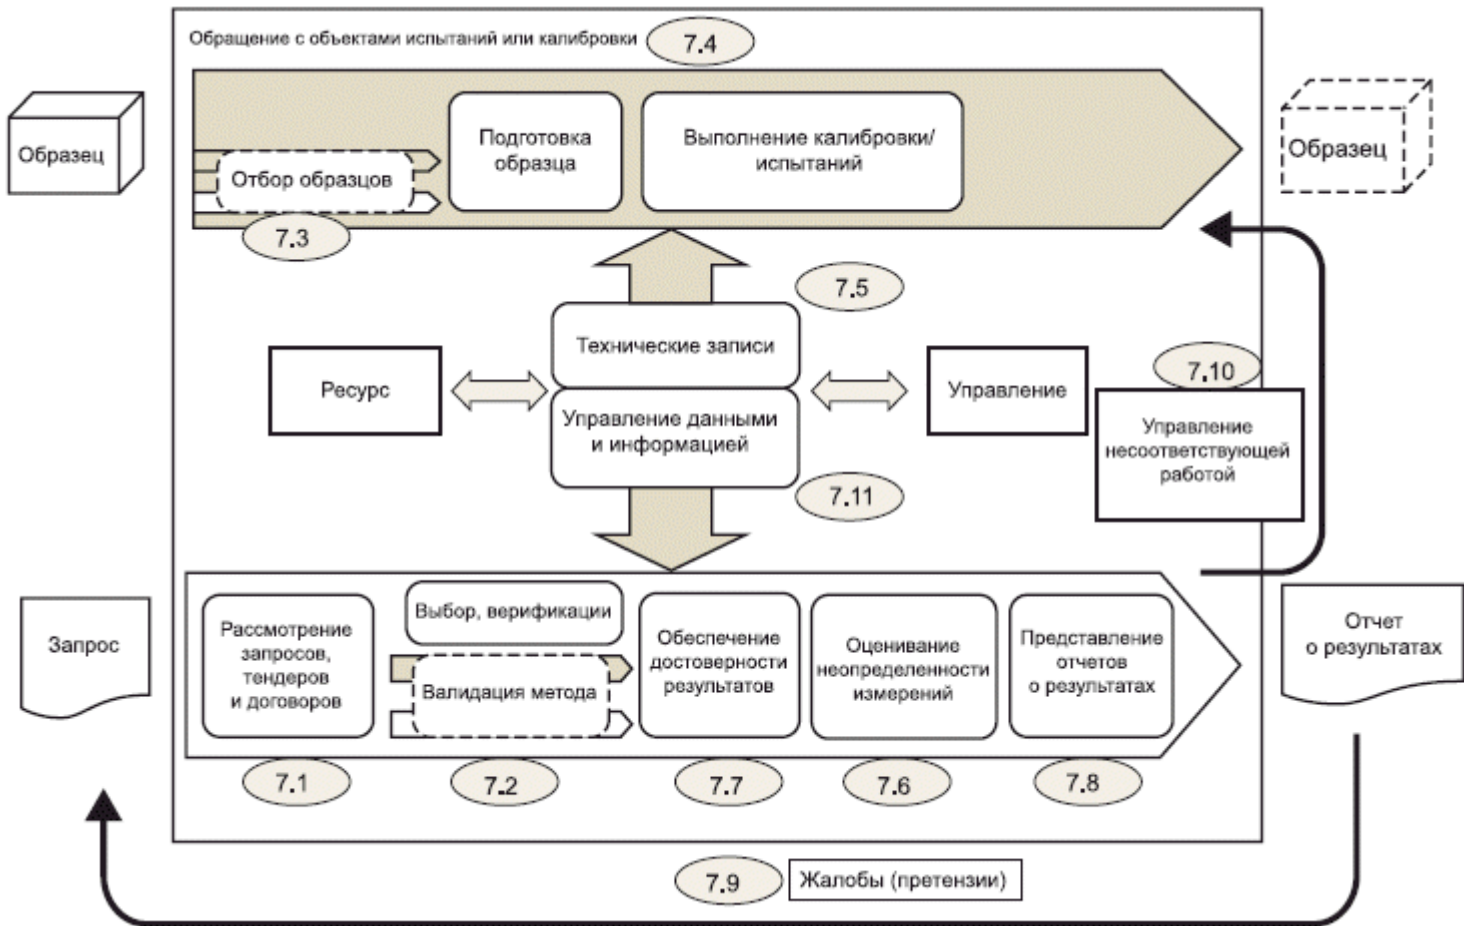 Обращение с объектами испытаний или калибровки
7.4
Образец
Отбор образцов
Подготовка
образца
Выполнение калибровки/
испытаний
Образец
7.3
7.5
Технические записи
Ресурс
Управление
7.10
Управление данными
и информацией
Управление
несоответствующей
работой
7.11
Запрос
Рассмотрение
запросов,
тендеров
и договоров
Выбор, верификации
Валидация метода
Обеспечение
достоверности
результатов
Оценивание
неопределенности
измерений
Представление
отчетов
о результатах
Отчет
о результатах
7.1
7.2
7.7
7.6
7.8
7.9
Жалобы (претензии)